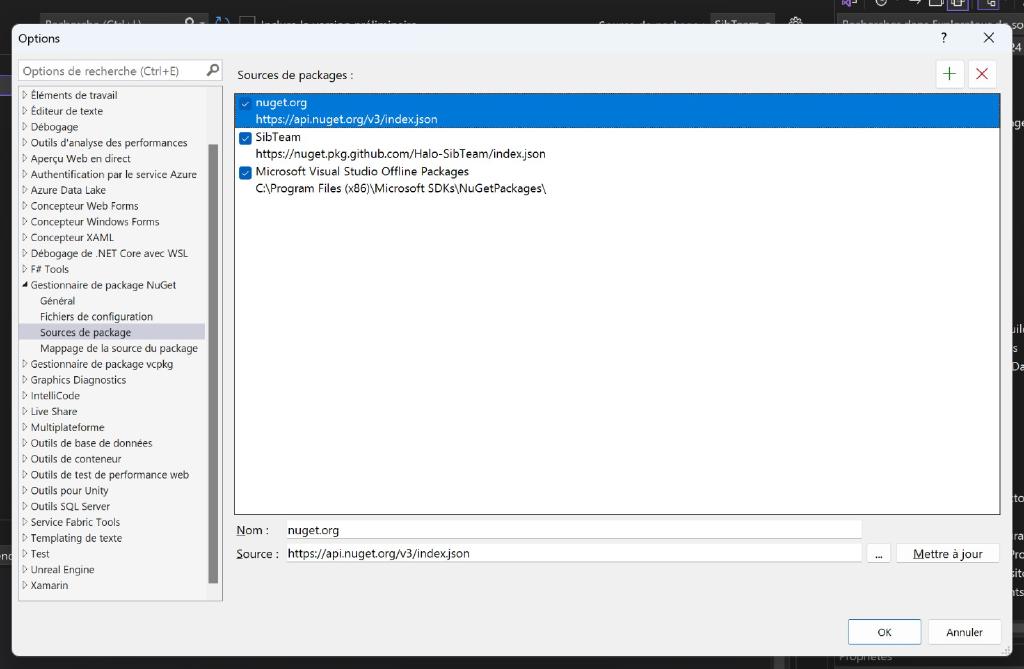 Options
?
Options de recherche (Ctrl+E)
Sources de packages :
Éléments de travail
Éditeur de texte
Débogage
Outils d'analyse des performances
Aperçu Web en direct
Authentification par le service Azure
Azure Data Lake
Concepteur Web Forms
Concepteur Windows Forms
Concepteur XAML
Débogage de .NET Core avec WSL
F# Tools
Gestionnaire de package NuGet
Général
Fichiers de configuration
Sources de package
Mappage de la source du package
Gestionnaire de package vcpkg
Graphics Diagnostics
IntelliCode
Live Share
Multiplateforme
Outils de base de données
Outils de conteneur
Outils de test de performance web
Outils pour Unity
Outils SQL Server
Service Fabric Tools
Templating de texte
Test
Unreal Engine
Xamarin
nuget.org
https://api.nuget.org/v3/index.json
SibTeam
https://nuget.pkg.github.com/Halo-SibTeam/index.json
Microsoft Visual Studio Offline Packages
C:\Program Files (x86)\Microsoft SDKs\NuGetPackages\
Nom : nuget.org
Source : https://api.nuget.org/v3/index.json
... Mettre à jour
OK Annuler